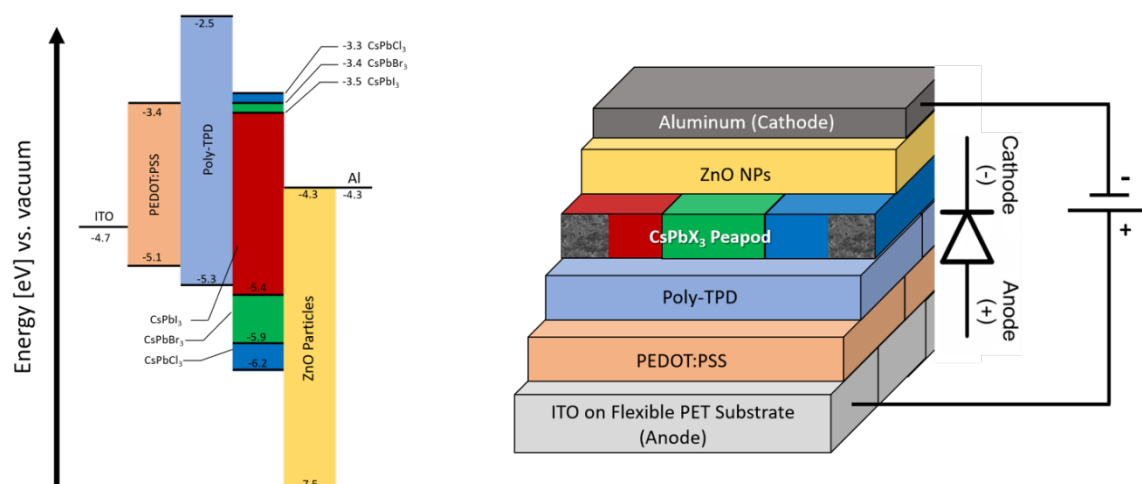 Energy [eV] vs. vacuum
-2.5
-3.3 CsPbCl₃
-3.4 CsPbBr₃
-3.5 CsPbI₃
-3.4
PEDOT:PSS
Poly-TPD
ITO
-4.7
-5.1
-5.3
-5.4
-5.9
-6.2
CsPbI₃
CsPbBr₃
CsPbCl₃
Al
-4.3
-4.3
ZnO Particles
-7.5
Aluminum (Cathode)
ZnO NPs
CsPbX₃ Peapod
Poly-TPD
PEDOT:PSS
ITO on Flexible PET Substrate
(Anode)
Cathode
(-)
Anode
(+)
-
+